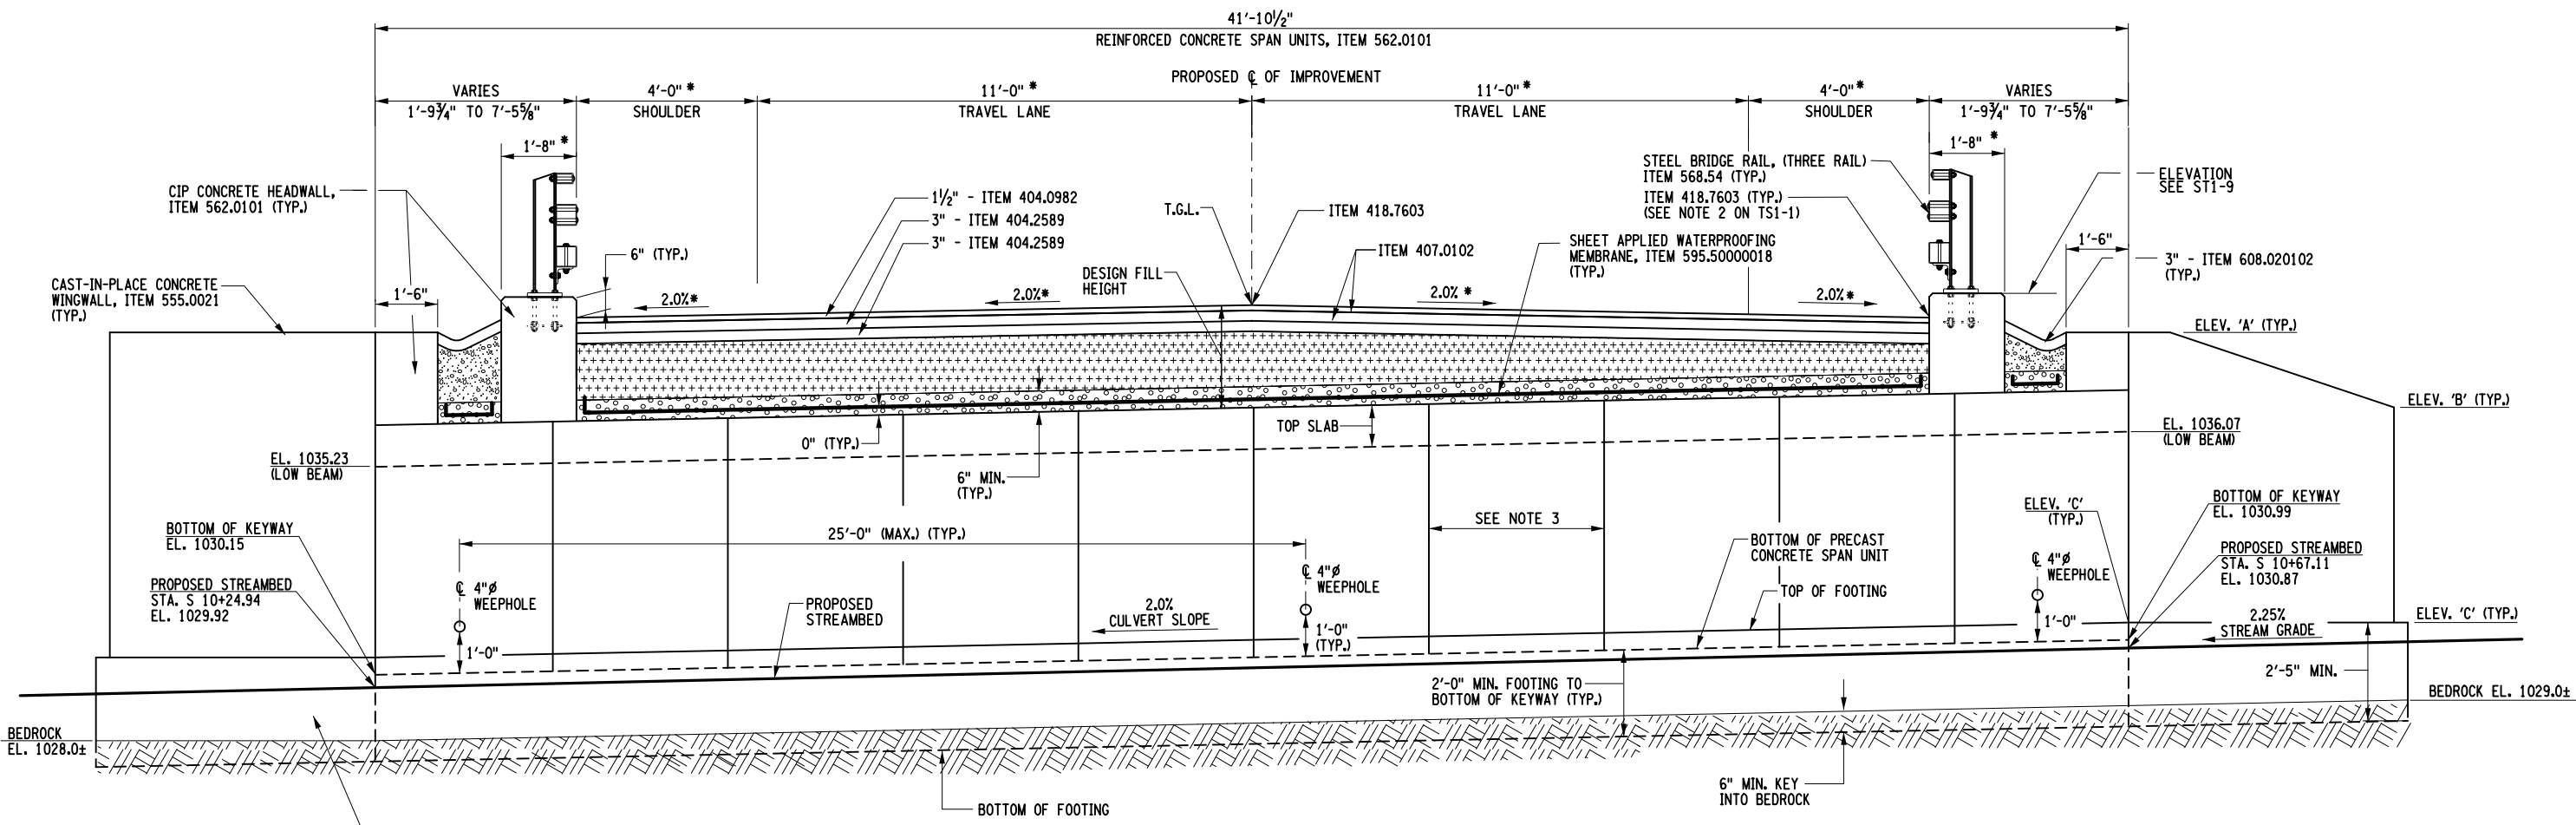 41'-10½"
REINFORCED CONCRETE SPAN UNITS, ITEM 562.0101
PROPOSED ℄ OF IMPROVEMENT
VARIES
1'-9¾" TO 7'-5⅝"
4'-0" *
SHOULDER
11'-0" *
TRAVEL LANE
11'-0" *
TRAVEL LANE
4'-0" *
SHOULDER
VARIES
1'-9¾" TO 7'-5⅝"
1'-8" *
1'-8" *
CIP CONCRETE HEADWALL,
ITEM 562.0101 (TYP.)
1½" - ITEM 404.0982
3" - ITEM 404.2589
3" - ITEM 404.2589
T.G.L.
ITEM 418.7603
STEEL BRIDGE RAIL, (THREE RAIL)
ITEM 568.54 (TYP.)
ITEM 418.7603 (TYP.)
(SEE NOTE 2 ON TS1-1)
ELEVATION
SEE ST1-9
6" (TYP.)
ITEM 407.0102
SHEET APPLIED WATERPROOFING
MEMBRANE, ITEM 595.50000018
(TYP.)
1'-6"
3" - ITEM 608.020102
(TYP.)
CAST-IN-PLACE CONCRETE
WINGWALL, ITEM 555.0021
(TYP.)
1'-6"
DESIGN FILL
HEIGHT
2.0%*
2.0%*
2.0% *
2.0%*
ELEV. 'A' (TYP.)
ELEV. 'B' (TYP.)
0" (TYP.)
TOP SLAB
EL. 1036.07
(LOW BEAM)
EL. 1035.23
(LOW BEAM)
6" MIN.
(TYP.)
BOTTOM OF KEYWAY
EL. 1030.15
25'-0" (MAX.) (TYP.)
SEE NOTE 3
ELEV. 'C'
(TYP.)
BOTTOM OF KEYWAY
EL. 1030.99
BOTTOM OF PRECAST
CONCRETE SPAN UNIT
PROPOSED STREAMBED
STA. S 10+67.11
EL. 1030.87
PROPOSED STREAMBED
STA. S 10+24.94
EL. 1029.92
℄ 4"Ø
WEEPHOLE
℄ 4"Ø
WEEPHOLE
℄ 4"Ø
WEEPHOLE
TOP OF FOOTING
PROPOSED
STREAMBED
2.0%
CULVERT SLOPE
1'-0"
1'-0"
(TYP.)
1'-0"
2.25%
STREAM GRADE
ELEV. 'C' (TYP.)
2'-5" MIN.
2'-0" MIN. FOOTING TO
BOTTOM OF KEYWAY (TYP.)
BEDROCK EL. 1029.0±
BEDROCK
EL. 1028.0±
6" MIN. KEY
INTO BEDROCK
BOTTOM OF FOOTING